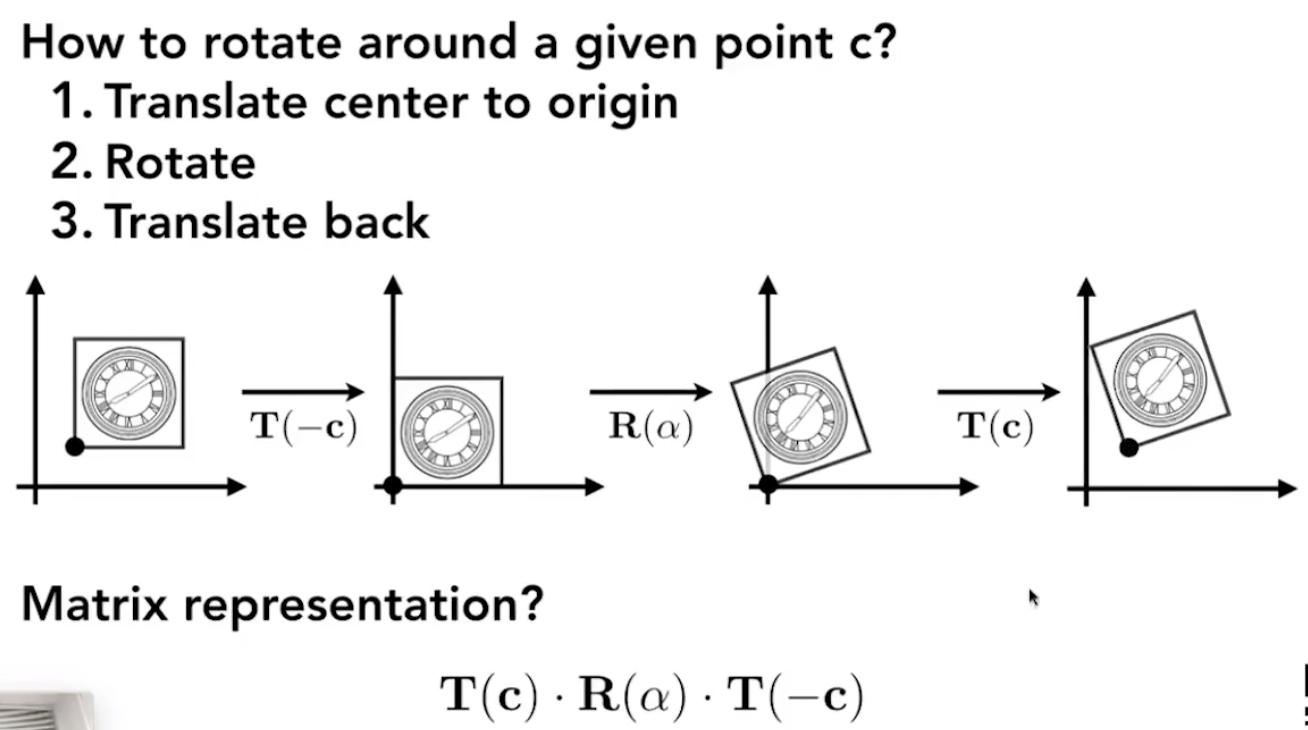 How to rotate around a given point c?
1. Translate center to origin
2. Rotate
3. Translate back
T(−c)
R(α)
T(c)
Matrix representation?
T(c) · R(α) · T(−c)